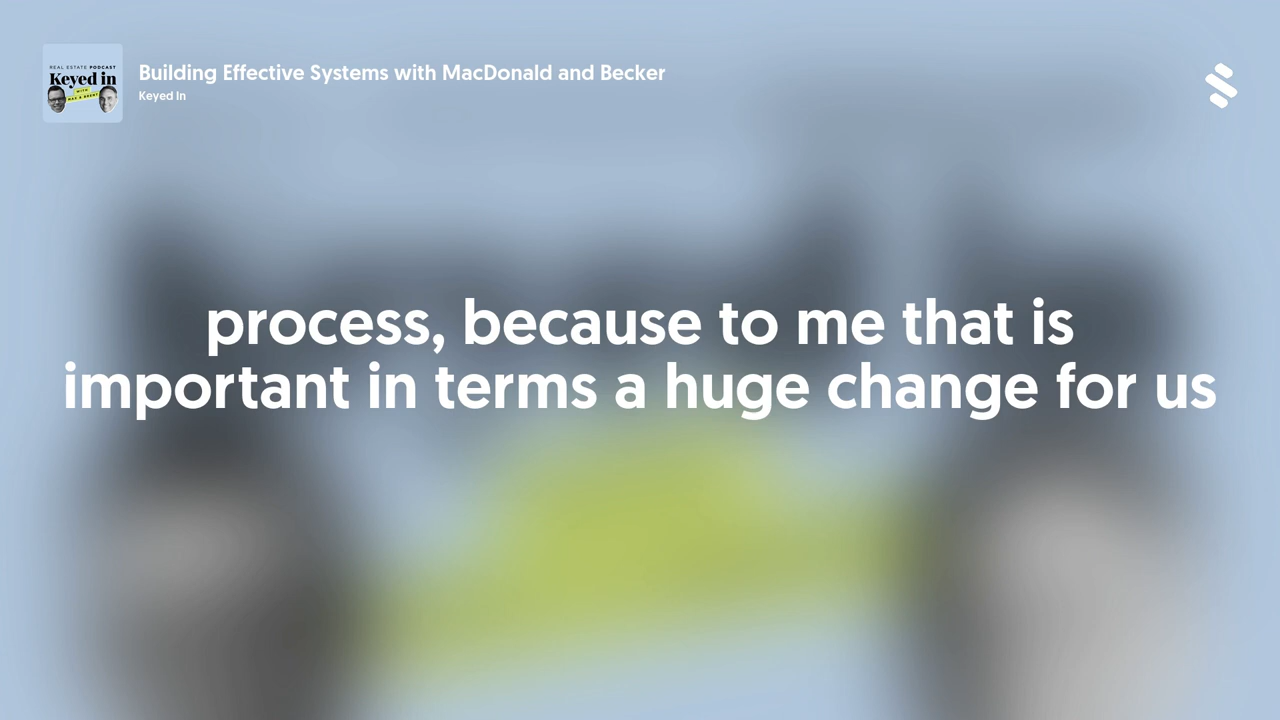 Building Effective Systems with MacDonald and Becker
Keyed In
REAL ESTATE PODCAST
Keyed in
WITH
MAX & BRENT
process, because to me that is
important in terms a huge change for us